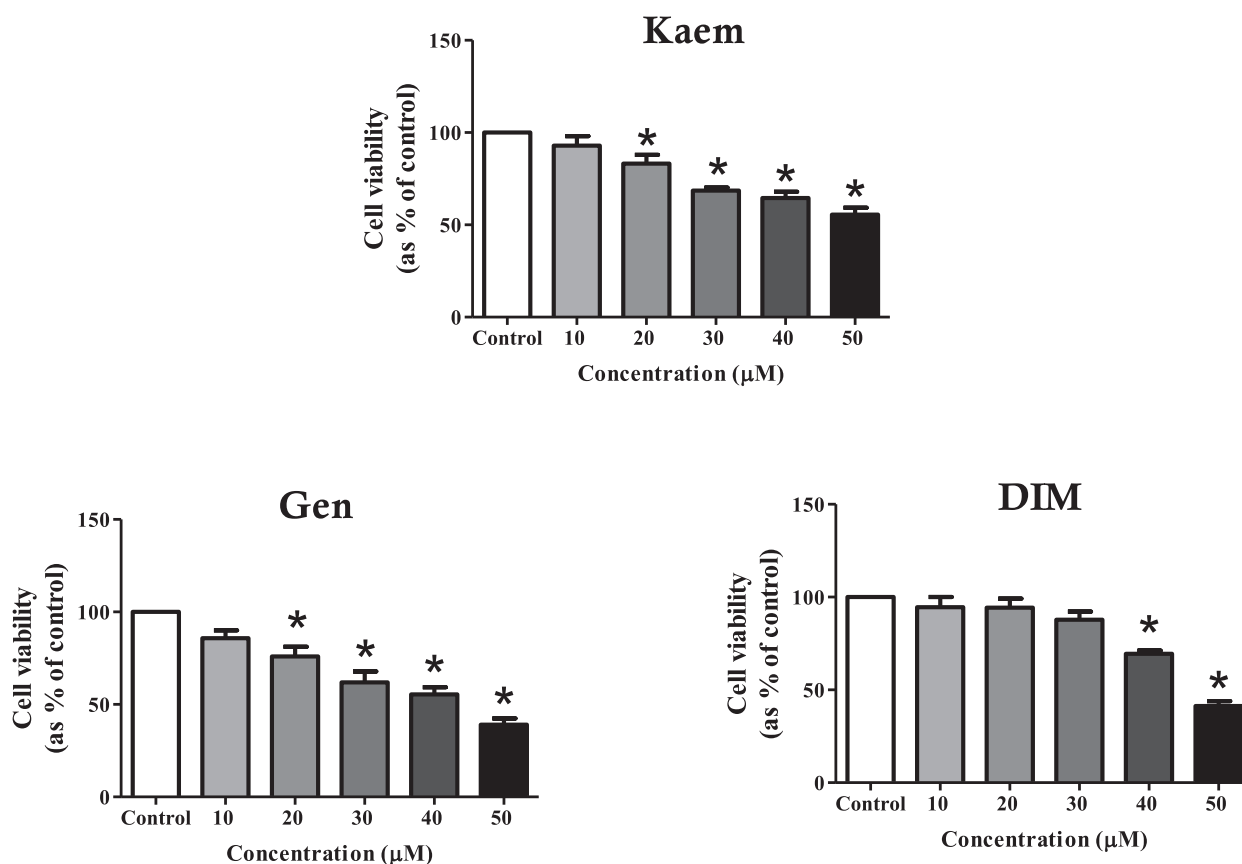 Kaem
150
100
50
0
Cell viability
(as % of control)
* * * *
Control 10 20 30 40 50
Concentration (μM)
Gen
150
100
50
0
Cell viability
(as % of control)
* * * *
Control 10 20 30 40 50
Concentration (μM)
DIM
150
100
50
0
Cell viability
(as % of control)
* *
Control 10 20 30 40 50
Concentration (μM)